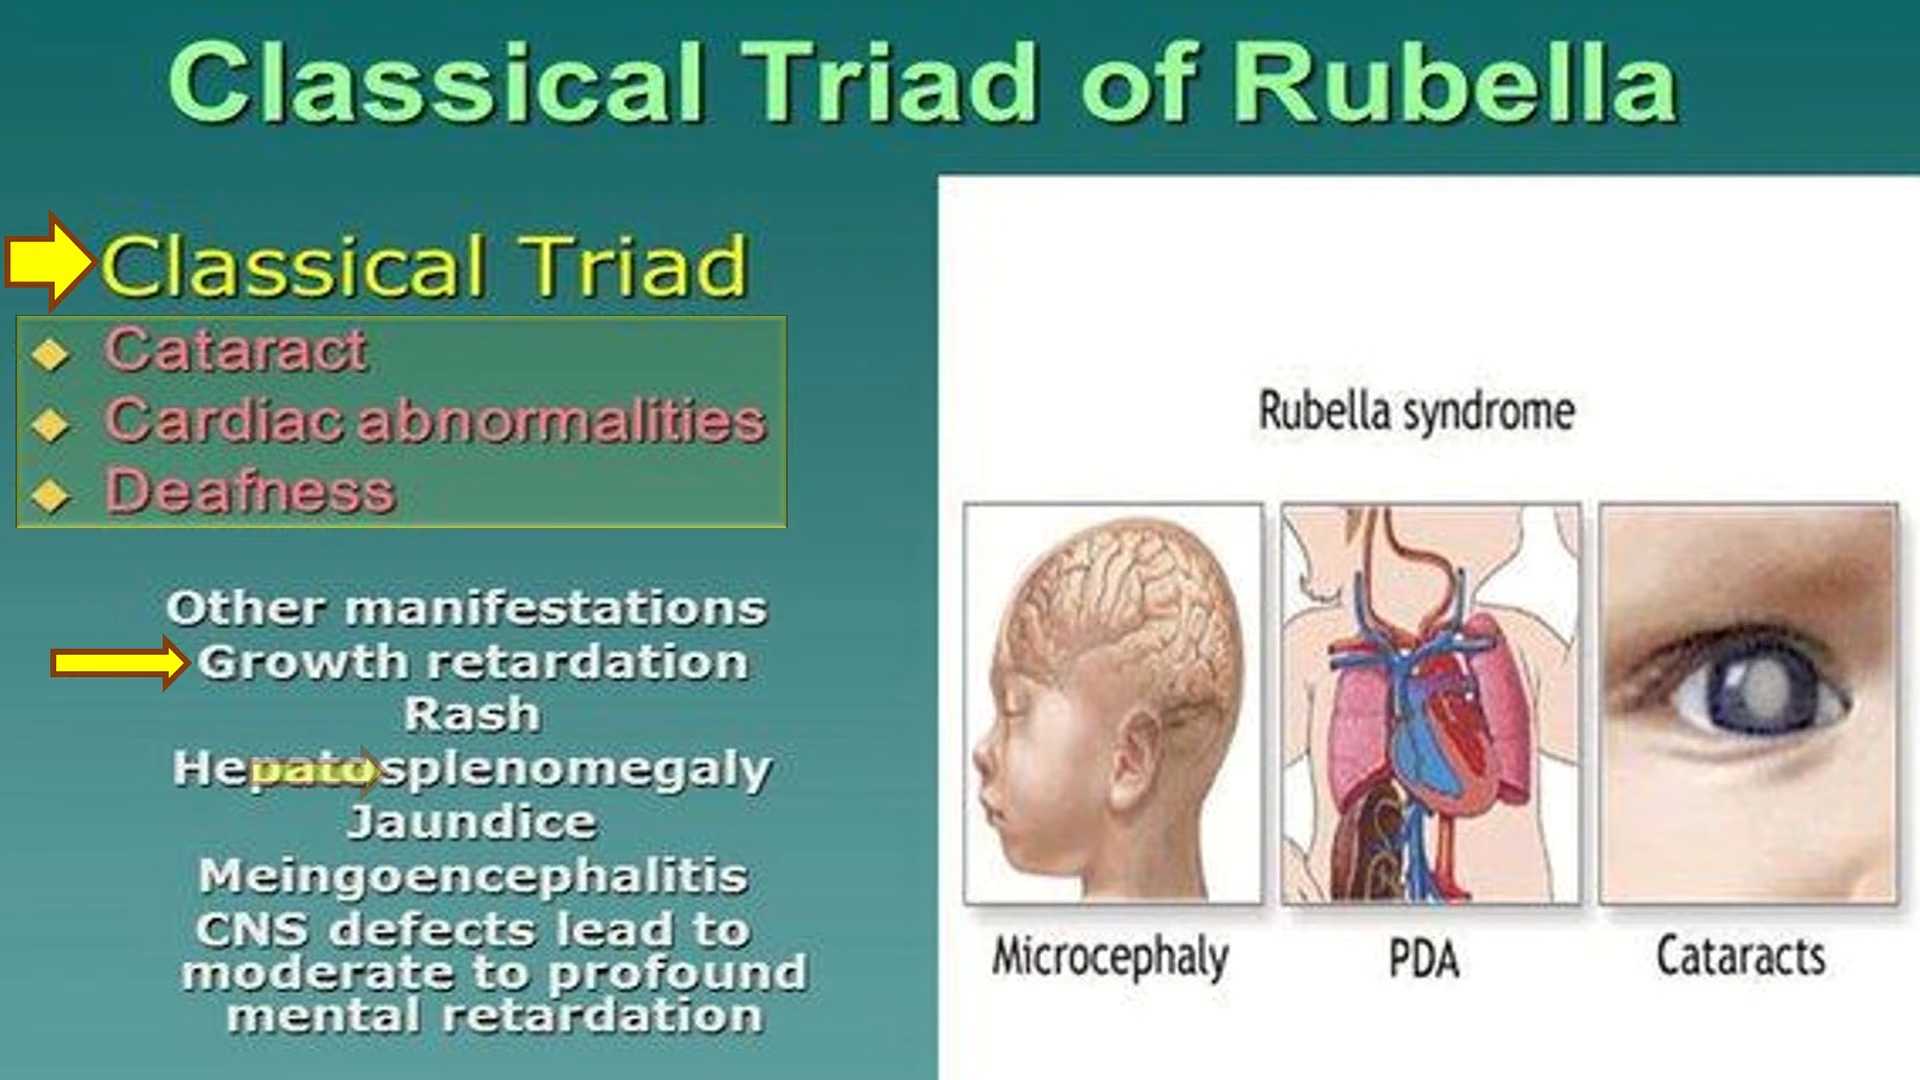 Classical Triad of Rubella
Classical Triad
Cataract
Cardiac abnormalities
Deafness
Other manifestations
Growth retardation
Rash
Hepatosplenomegaly
Jaundice
Meingoencephalitis
CNS defects lead to
moderate to profound
mental retardation
Rubella syndrome
Microcephaly
PDA
Cataracts